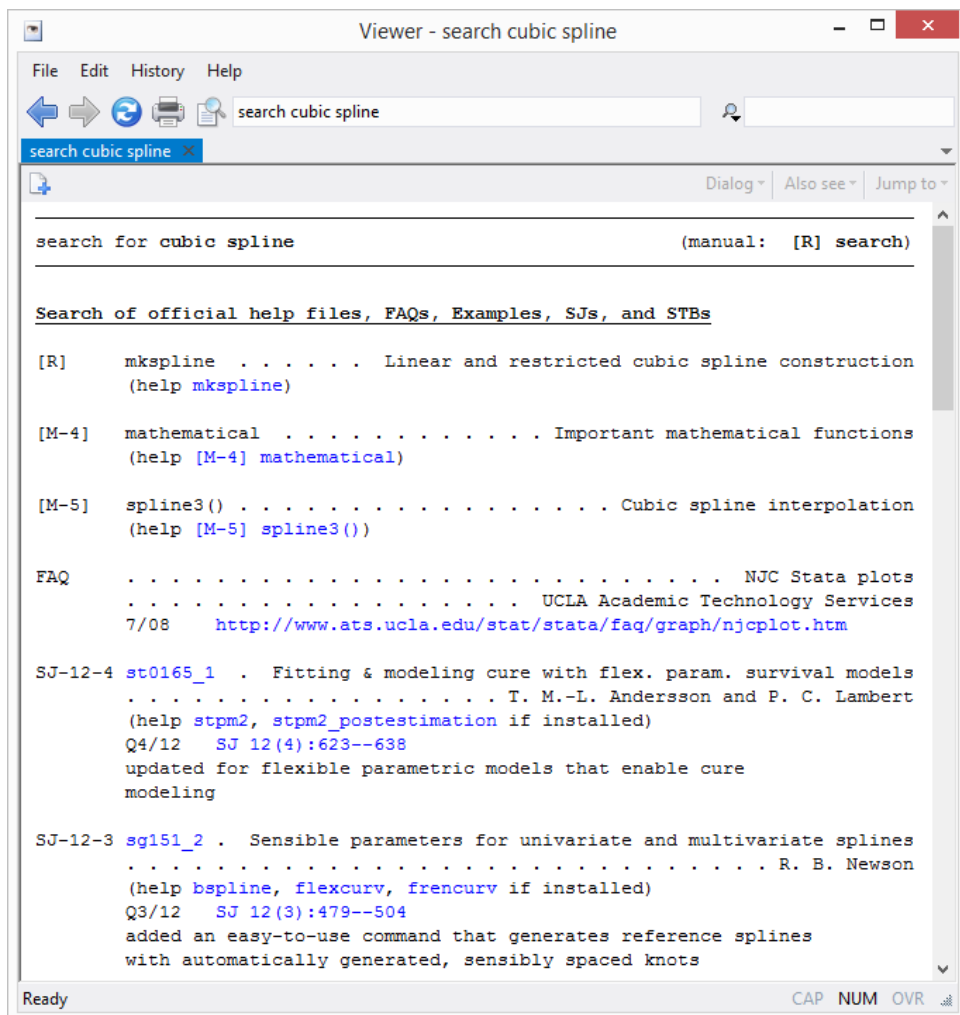 Viewer - search cubic spline
File Edit History Help
search cubic spline
search cubic spline
Dialog Also see Jump to
search for cubic spline (manual: [R] search)
Search of official help files, FAQs, Examples, SJs, and STBs
[R] mkspline . . . . . . Linear and restricted cubic spline construction
(help mkspline)
[M-4] mathematical . . . . . . . . . . . . Important mathematical functions
(help [M-4] mathematical)
[M-5] spline3() . . . . . . . . . . . . . . . . . Cubic spline interpolation
(help [M-5] spline3())
FAQ . . . . . . . . . . . . . . . . . . . . . . . . . . . NJC Stata plots
. . . . . . . . . . . . . . . . . . UCLA Academic Technology Services
7/08 http://www.ats.ucla.edu/stat/stata/faq/graph/njcplot.htm
SJ-12-4 st0165_1 . Fitting & modeling cure with flex. param. survival models
. . . . . . . . . . . . . . . . . T. M.-L. Andersson and P. C. Lambert
(help stpm2, stpm2_postestimation if installed)
Q4/12 SJ 12(4):623--638
updated for flexible parametric models that enable cure
modeling
SJ-12-3 sg151_2 . Sensible parameters for univariate and multivariate splines
. . . . . . . . . . . . . . . . . . . . . . . . . . . . . R. B. Newson
(help bspline, flexcurv, frencurv if installed)
Q3/12 SJ 12(3):479--504
added an easy-to-use command that generates reference splines
with automatically generated, sensibly spaced knots
Ready CAP NUM OVR